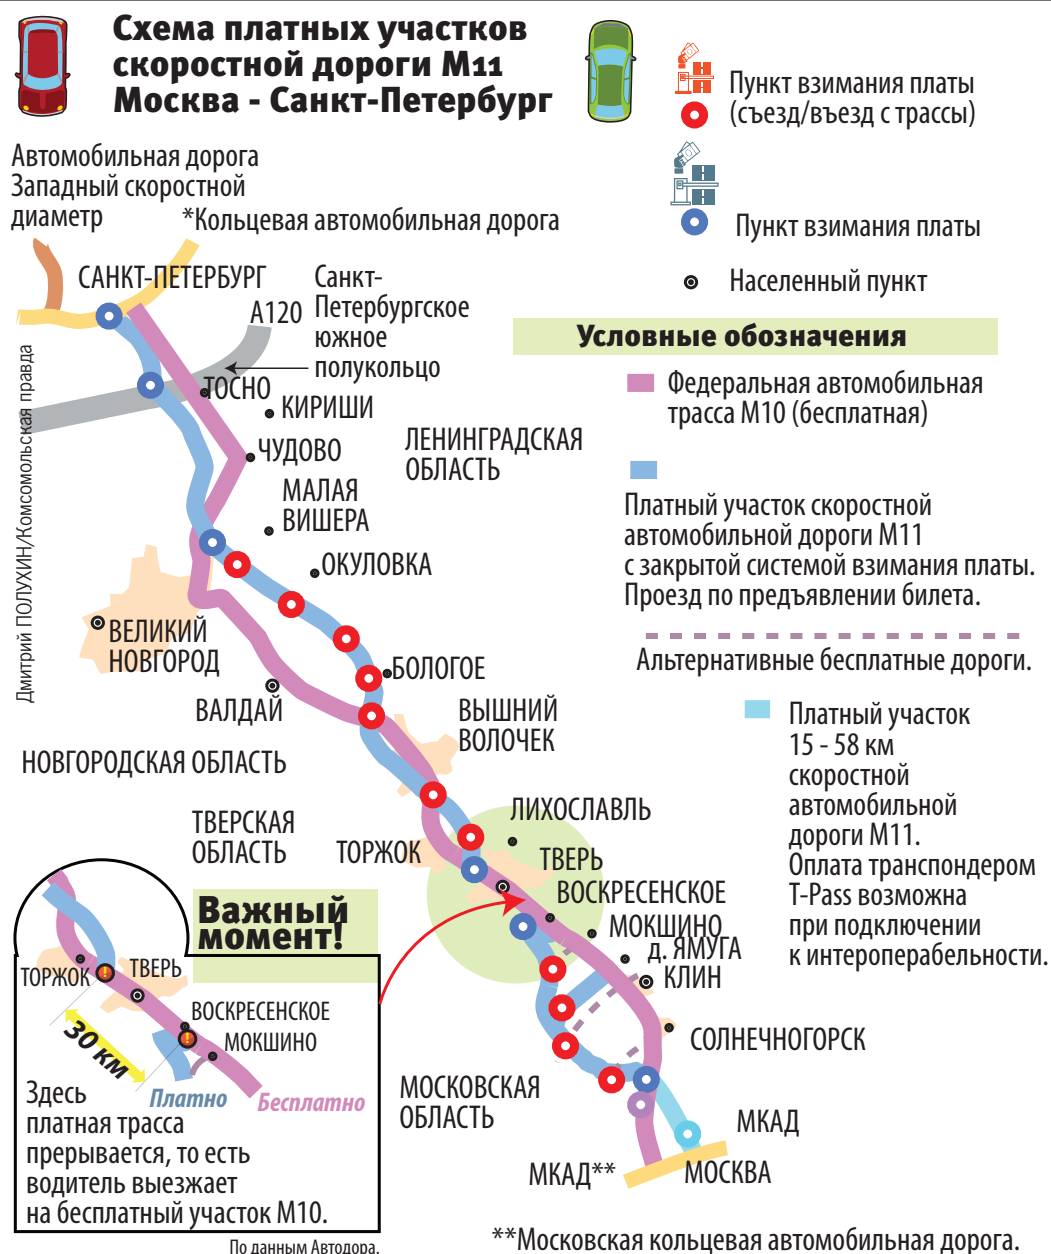 Схема платных участков
скоростной дороги М11
Москва - Санкт-Петербург
Пункт взимания платы
(съезд/въезд с трассы)
Пункт взимания платы
Населенный пункт
Автомобильная дорога
Западный скоростной
диаметр
*Кольцевая автомобильная дорога
САНКТ-ПЕТЕРБУРГ
А120
Санкт-
Петербургское
южное
полукольцо
Условные обозначения
Федеральная автомобильная
трасса М10 (бесплатная)
Платный участок скоростной
автомобильной дороги М11
с закрытой системой взимания платы.
Проезд по предъявлении билета.
Альтернативные бесплатные дороги.
Платный участок
15 - 58 км
скоростной
автомобильной
дороги М11.
Оплата транспондером
T-Pass возможна
при подключении
к интероперабельности.
Дмитрий ПОЛУХИН/Комсомольская правда
ТОСНО
КИРИШИ
ЧУДОВО
ЛЕНИНГРАДСКАЯ
ОБЛАСТЬ
МАЛАЯ
ВИШЕРА
ОКУЛОВКА
ВЕЛИКИЙ
НОВГОРОД
БОЛОГОЕ
ВАЛДАЙ
ВЫШНИЙ
ВОЛОЧЕК
НОВГОРОДСКАЯ ОБЛАСТЬ
ТВЕРСКАЯ
ОБЛАСТЬ
ЛИХОСЛАВЛЬ
ТОРЖОК
ТВЕРЬ
ВОСКРЕСЕНСКОЕ
МОКШИНО
д. ЯМУГА
КЛИН
СОЛНЕЧНОГОРСК
МОСКОВСКАЯ
ОБЛАСТЬ
МКАД
МКАД**
МОСКВА
Важный
момент!
ТОРЖОК
ТВЕРЬ
ВОСКРЕСЕНСКОЕ
МОКШИНО
30 км
Платно
Бесплатно
Здесь
платная трасса
прерывается, то есть
водитель выезжает
на бесплатный участок М10.
По данным Автодора.
**Московская кольцевая автомобильная дорога.